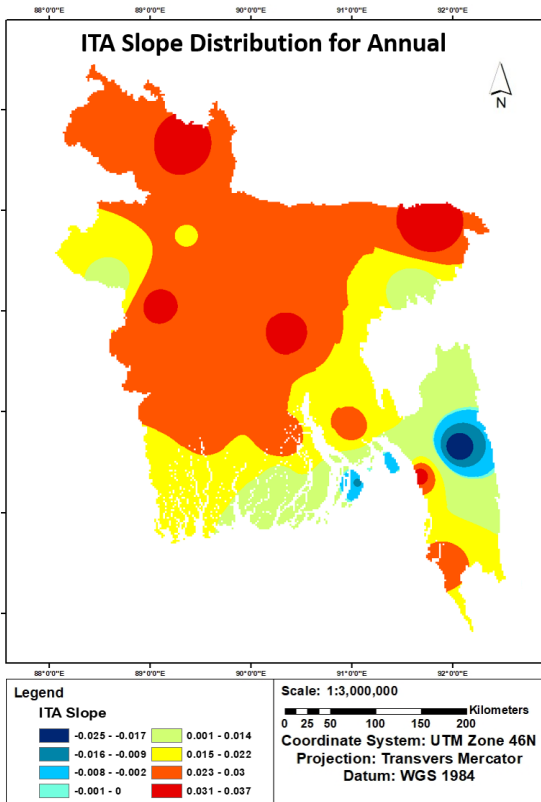 88°0'0"E 89°0'0"E 90°0'0"E 91°0'0"E 92°0'0"E
ITA Slope Distribution for Annual
N
88°0'0"E 89°0'0"E 90°0'0"E 91°0'0"E 92°0'0"E
Legend
ITA Slope
-0.025 - -0.017
-0.016 - -0.009
-0.008 - -0.002
-0.001 - 0
0.001 - 0.014
0.015 - 0.022
0.023 - 0.03
0.031 - 0.037
Scale: 1:3,000,000
Kilometers
0 25 50 100 150 200
Coordinate System: UTM Zone 46N
Projection: Transvers Mercator
Datum: WGS 1984